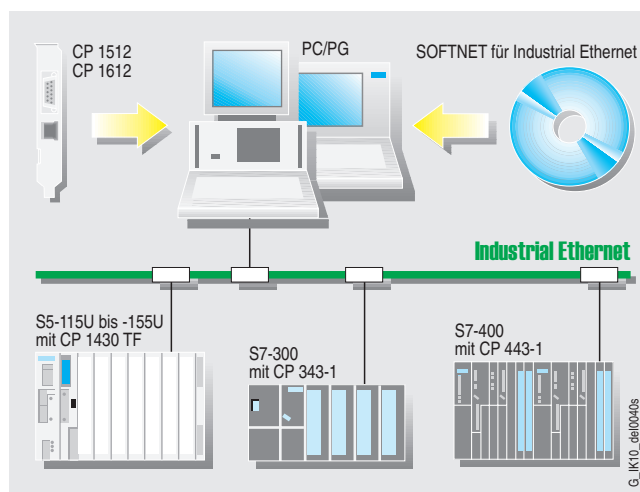 CP 1512
CP 1612
PC/PG
SOFTNET für Industrial Ethernet
Industrial Ethernet
S5-115U bis -155U
mit CP 1430 TF
S7-300
mit CP 343-1
S7-400
mit CP 443-1
G_IK10_del0040s